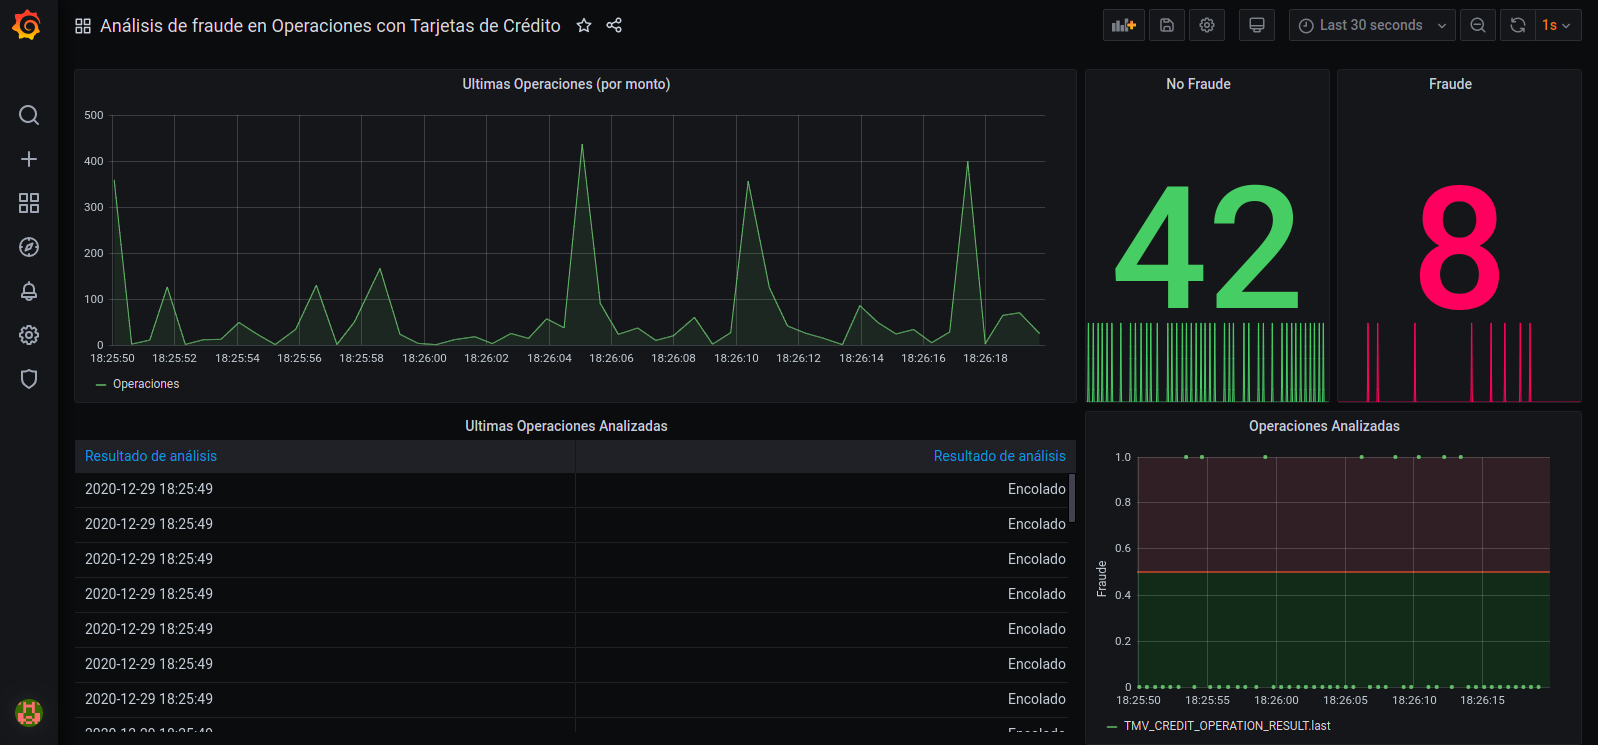 Análisis de fraude en Operaciones con Tarjetas de Crédito
Last 30 seconds
1s
Ultimas Operaciones (por monto)
500
400
300
200
100
0
18:25:50 18:25:52 18:25:54 18:25:56 18:25:58 18:26:00 18:26:02 18:26:04 18:26:06 18:26:08 18:26:10 18:26:12 18:26:14 18:26:16 18:26:18
Operaciones
No Fraude
42
Fraude
8
Ultimas Operaciones Analizadas
Resultado de análisis Resultado de análisis
2020-12-29 18:25:49 Encolado
2020-12-29 18:25:49 Encolado
2020-12-29 18:25:49 Encolado
2020-12-29 18:25:49 Encolado
2020-12-29 18:25:49 Encolado
2020-12-29 18:25:49 Encolado
2020-12-29 18:25:49 Encolado
2020-12-29 18:25:49 Encolado
Operaciones Analizadas
Fraude
1.0
0.8
0.6
0.4
0.2
0
18:25:50 18:25:55 18:26:00 18:26:05 18:26:10 18:26:15
TMV_CREDIT_OPERATION_RESULT.last